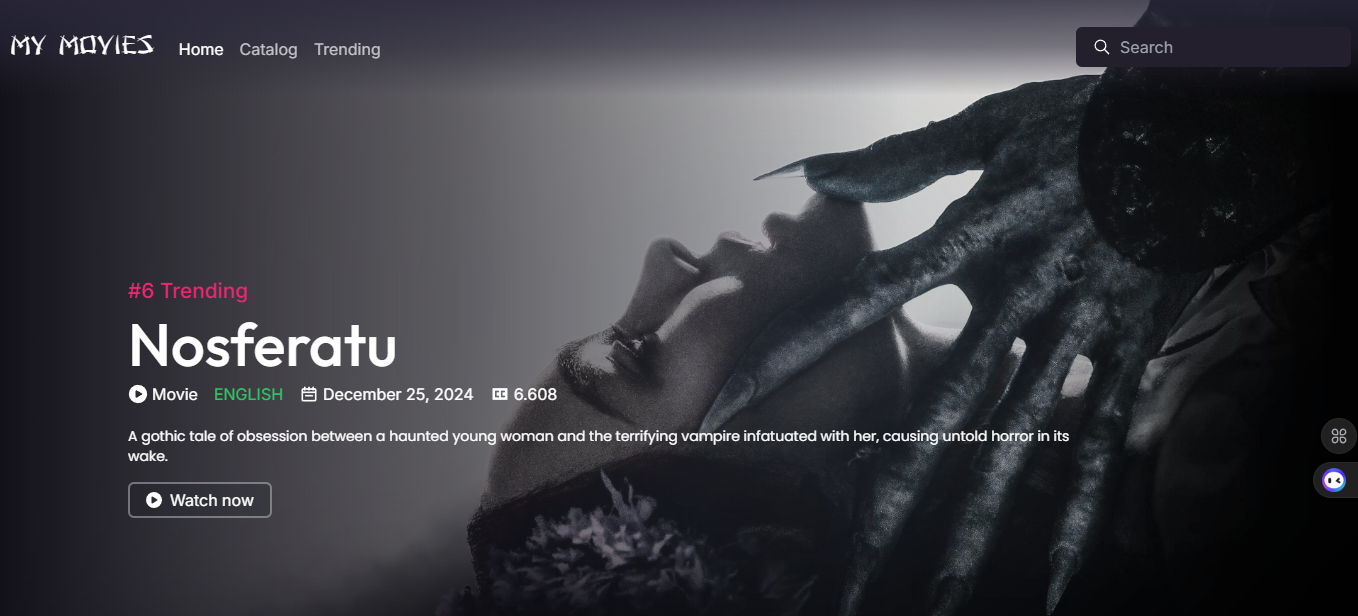 MY MOVIES
Home Catalog Trending
Search
#6 Trending
Nosferatu
Movie ENGLISH December 25, 2024 CC 6.608
A gothic tale of obsession between a haunted young woman and the terrifying vampire infatuated with her, causing untold horror in its
wake.
Watch now